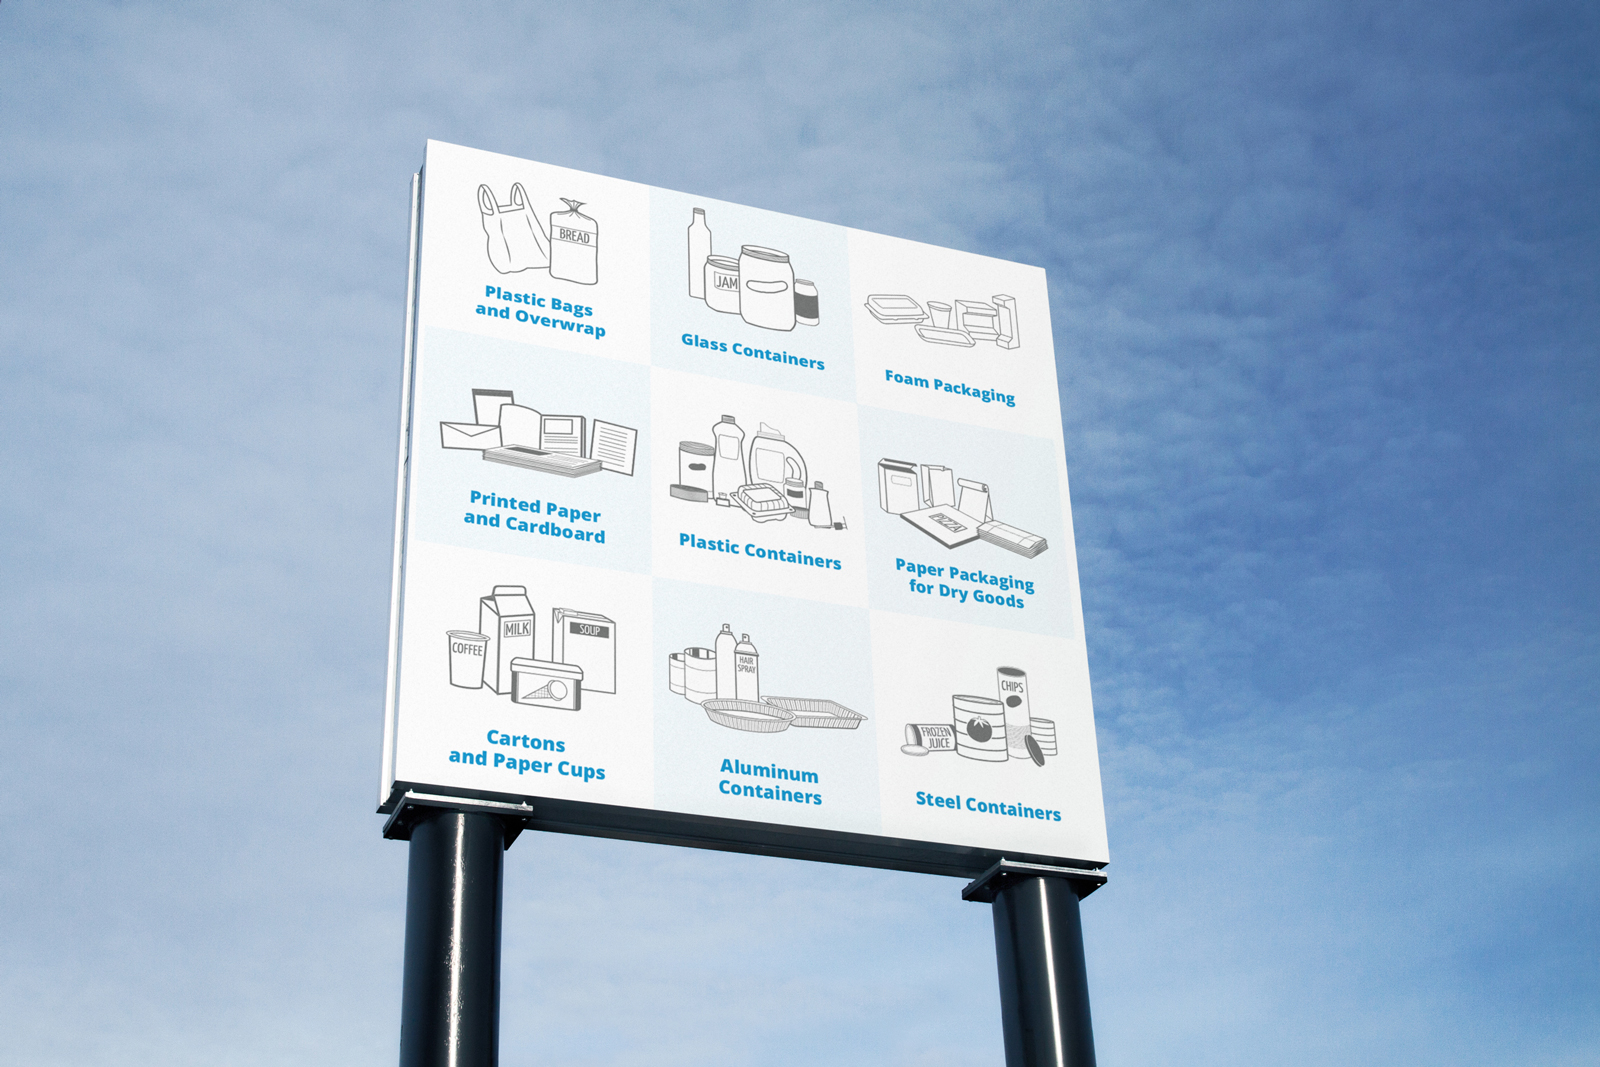 BREAD
Plastic Bags
and Overwrap
JAM
Glass Containers
Foam Packaging
Printed Paper
and Cardboard
Plastic Containers
PIZZA
Paper Packaging
for Dry Goods
COFFEE
MILK
SOUP
Cartons
and Paper Cups
HAIR
SPRAY
Aluminum
Containers
FROZEN
JUICE
CHIPS
Steel Containers